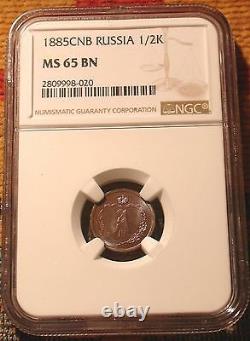 1885CNB RUSSIA 1/2K
MS 65 BN
2809998-020
NUMISMATIC GUARANTY CORPORATION
NGC®